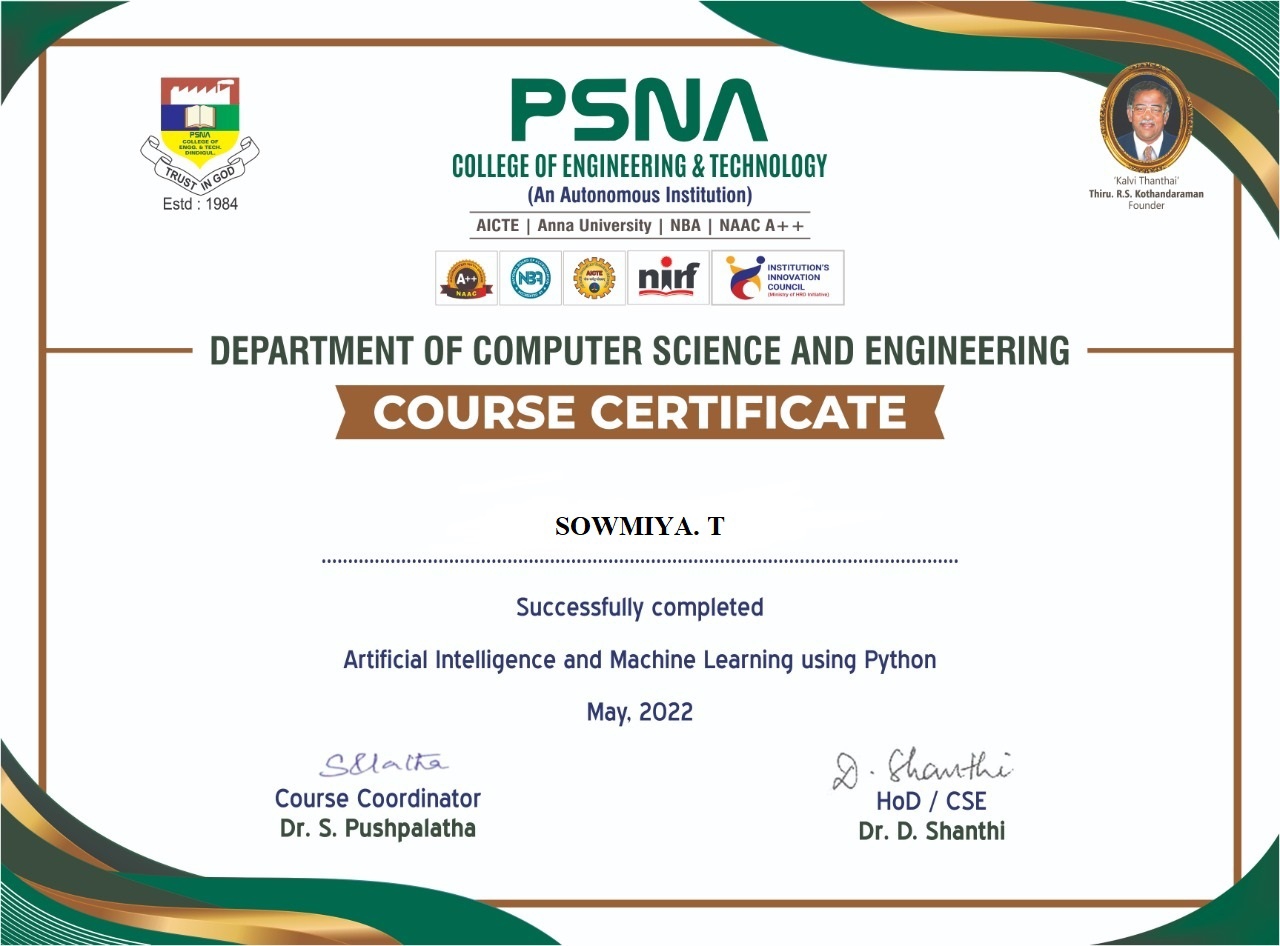 PSNA
COLLEGE OF
ENGG. & TECH.
DINDIGUL.
TRUST IN GOD
Estd : 1984
PSNA
COLLEGE OF ENGINEERING & TECHNOLOGY
(An Autonomous Institution)
AICTE | Anna University | NBA | NAAC A++
A++
NAAC
NBA
AICTE
nirf
INSTITUTION'S
INNOVATION
COUNCIL
(Ministry of HRD Initiative)
'Kalvi Thanthai'
Thiru. R.S. Kothandaraman
Founder
DEPARTMENT OF COMPUTER SCIENCE AND ENGINEERING
COURSE CERTIFICATE
SOWMIYA. T
Successfully completed
Artificial Intelligence and Machine Learning using Python
May, 2022
Course Coordinator
Dr. S. Pushpalatha
D. Shanthi
HoD / CSE
Dr. D. Shanthi